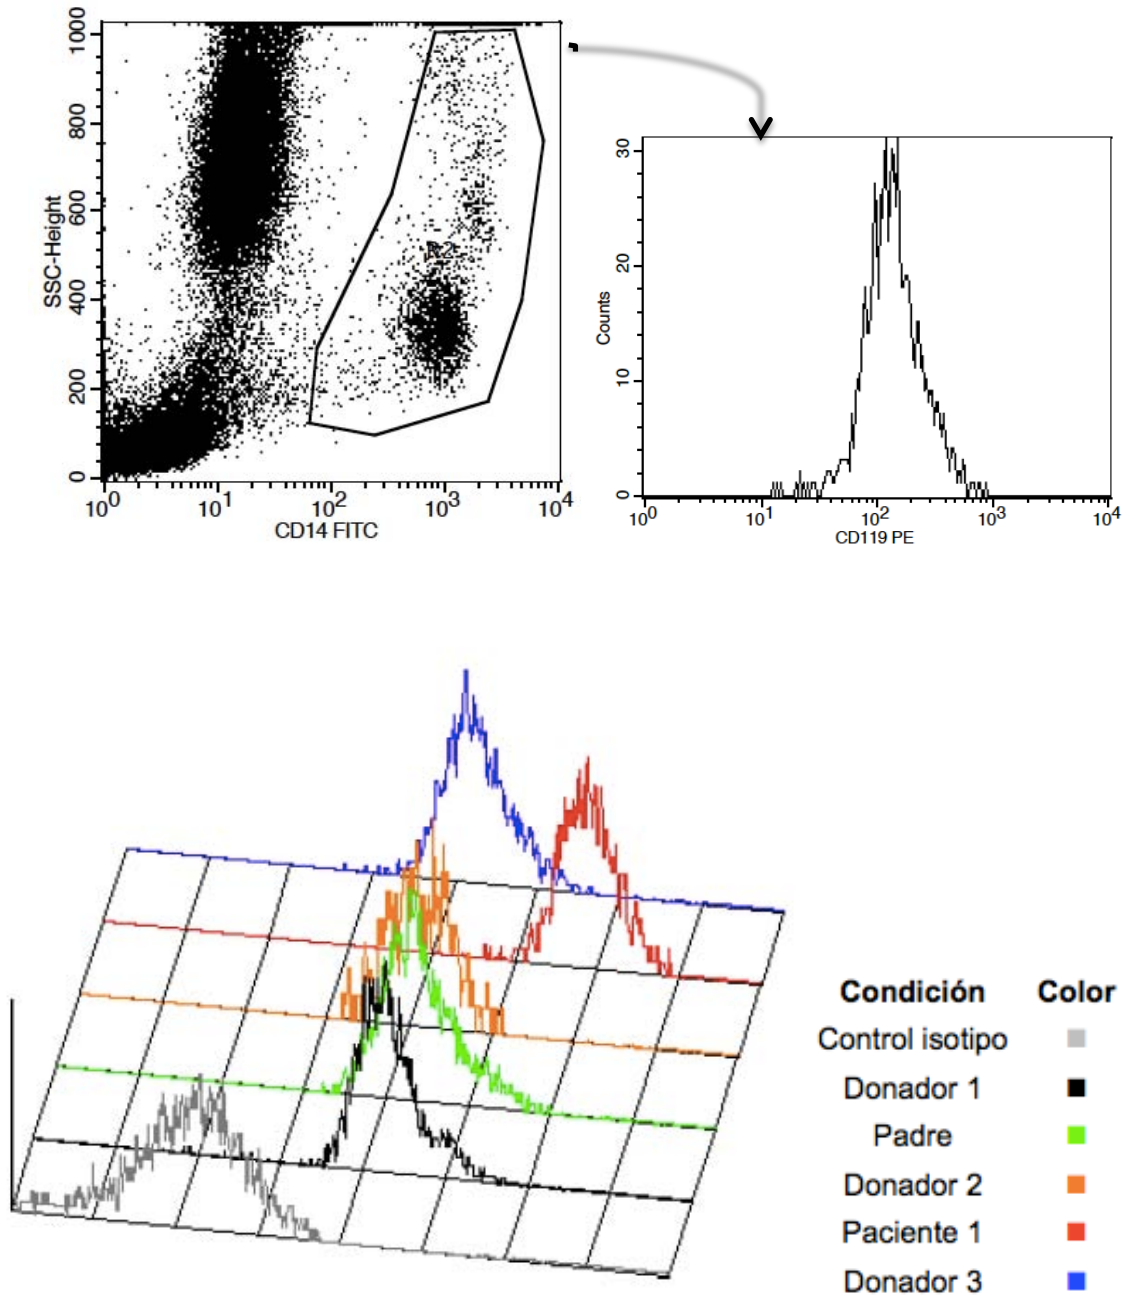 1000
800
600
400
200
0
SSC-Height
R2
10^0 10^1 10^2 10^3 10^4
CD14 FITC
30
20
10
0
Counts
10^0 10^1 10^2 10^3 10^4
CD119 PE
Condición Color
Control isotipo
Donador 1
Padre
Donador 2
Paciente 1
Donador 3